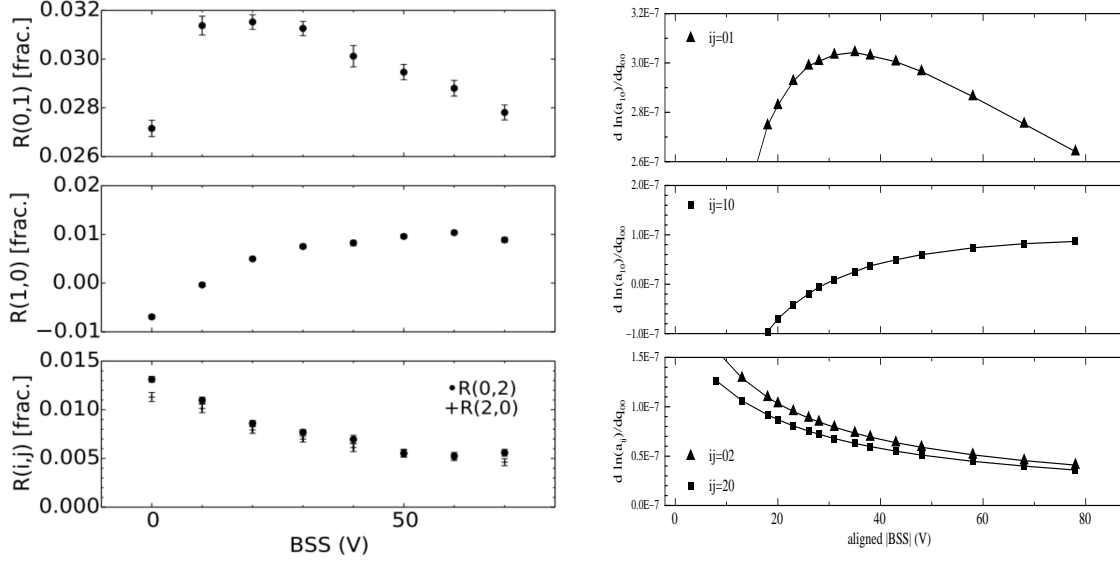 0.032
0.030
0.028
0.026
R(0,1) [frac.]
0.02
0.01
0.00
−0.01
R(1,0) [frac.]
0.015
0.010
0.005
0.000
R(i,j) [frac.]
R(0,2)
R(2,0)
0
50
BSS (V)
3.2E−7
3.0E−7
2.8E−7
2.6E−7
d ln(a10)/dq00
ij=01
2.0E−7
1.0E−7
0.0E−7
-1.0E−7
d ln(a10)/dq00
ij=10
1.5E−7
1.0E−7
0.5E−7
0.0E−7
d ln(aij)/dq00
ij=02
ij=20
0
20
40
60
80
aligned |BSS| (V)